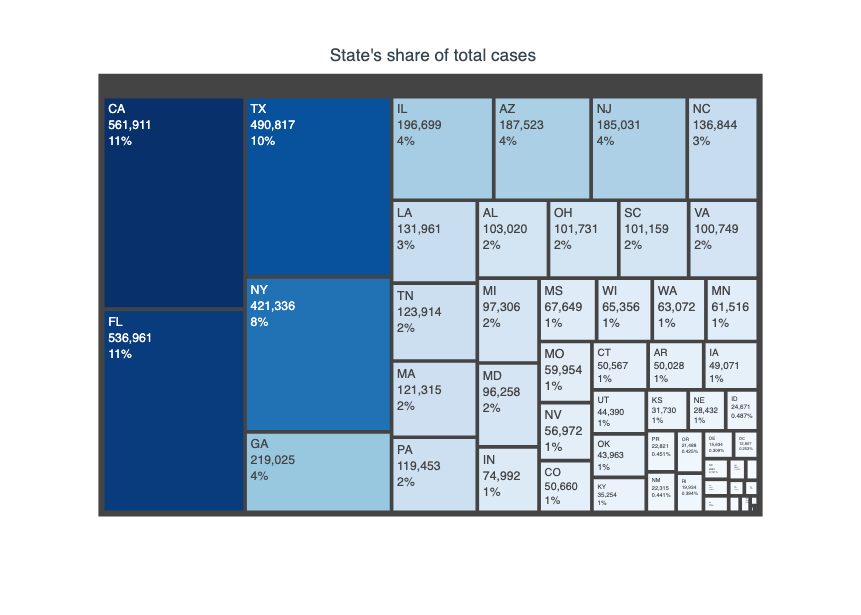 State's share of total cases
CA
561,911
11%
FL
536,961
11%
TX
490,817
10%
NY
421,336
8%
GA
219,025
4%
IL
196,699
4%
AZ
187,523
4%
NJ
185,031
4%
NC
136,844
3%
LA
131,961
3%
AL
103,020
2%
OH
101,731
2%
SC
101,159
2%
VA
100,749
2%
TN
123,914
2%
MA
121,315
2%
PA
119,453
2%
MI
97,306
2%
MD
96,258
2%
IN
74,992
1%
MS
67,649
1%
WI
65,356
1%
WA
63,072
1%
MN
61,516
1%
MO
59,954
1%
NV
56,972
1%
CO
50,660
1%
CT
50,567
1%
AR
50,028
1%
IA
49,071
1%
UT
44,390
1%
OK
43,963
1%
KY
35,254
1%
KS
31,730
1%
NE
28,432
1%
ID
24,671
0.487%
PR
22,821
0.451%
NM
22,315
0.441%
OR
21,488
0.425%
RI
19,934
0.394%
DE
DC